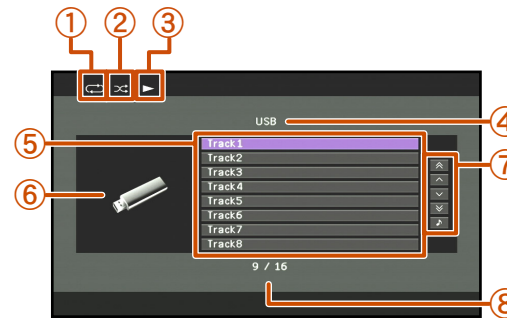 ① ② ③
USB ④
⑤ Track1
Track2
Track3 ⑦
Track4
⑥ Track5
Track6
Track7
Track8
9 / 16
⑧